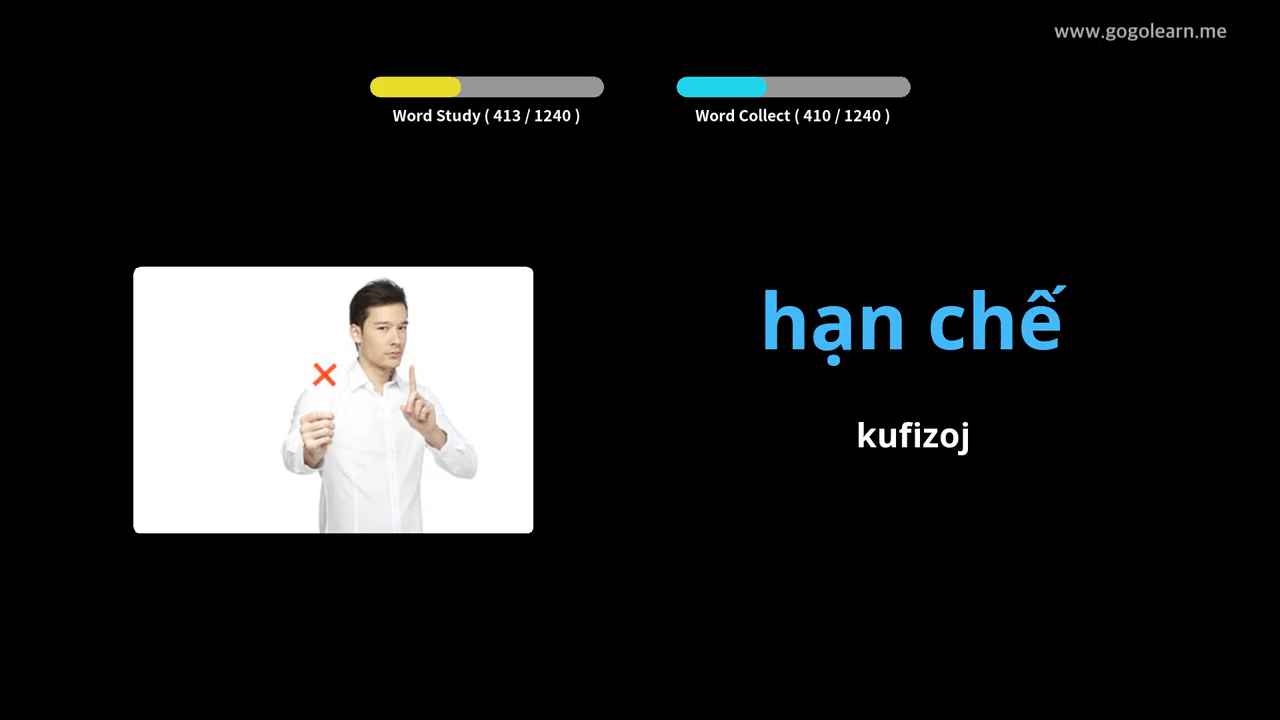 www.gogolearn.me
Word Study ( 413 / 1240 )
Word Collect ( 410 / 1240 )
hạn chế
kufizoj